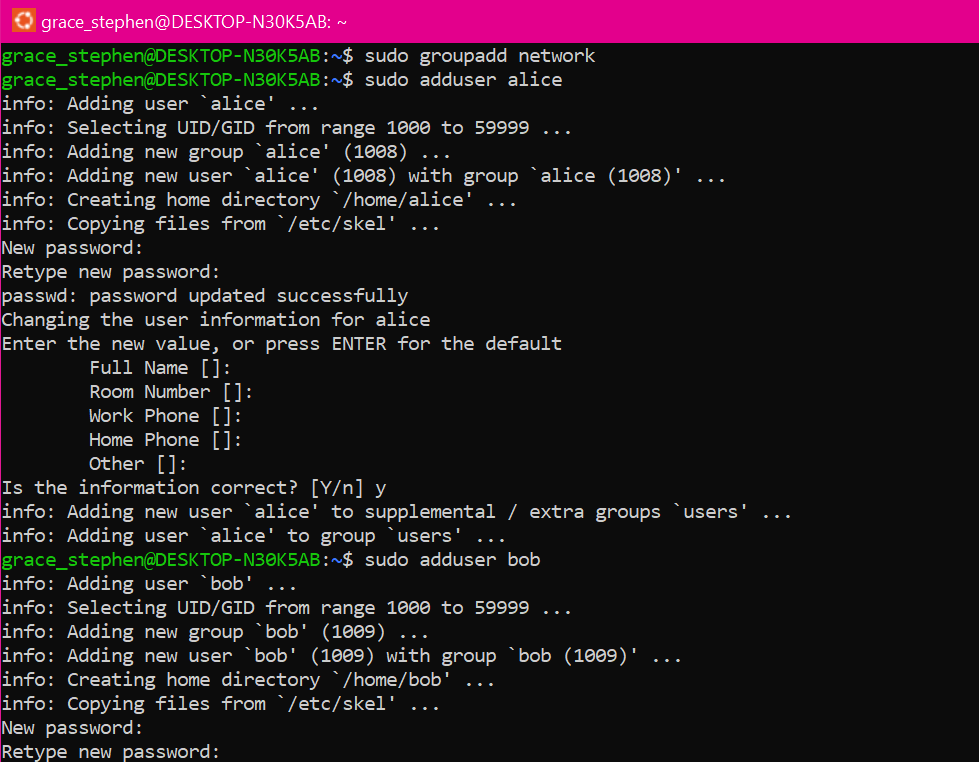 grace_stephen@DESKTOP-N30K5AB: ~
grace_stephen@DESKTOP-N30K5AB:~$ sudo groupadd network
grace_stephen@DESKTOP-N30K5AB:~$ sudo adduser alice
info: Adding user `alice' ...
info: Selecting UID/GID from range 1000 to 59999 ...
info: Adding new group `alice' (1008) ...
info: Adding new user `alice' (1008) with group `alice (1008)' ...
info: Creating home directory `/home/alice' ...
info: Copying files from `/etc/skel' ...
New password:
Retype new password:
passwd: password updated successfully
Changing the user information for alice
Enter the new value, or press ENTER for the default
        Full Name []:
        Room Number []:
        Work Phone []:
        Home Phone []:
        Other []:
Is the information correct? [Y/n] y
info: Adding new user `alice' to supplemental / extra groups `users' ...
info: Adding user `alice' to group `users' ...
grace_stephen@DESKTOP-N30K5AB:~$ sudo adduser bob
info: Adding user `bob' ...
info: Selecting UID/GID from range 1000 to 59999 ...
info: Adding new group `bob' (1009) ...
info: Adding new user `bob' (1009) with group `bob (1009)' ...
info: Creating home directory `/home/bob' ...
info: Copying files from `/etc/skel' ...
New password:
Retype new password: